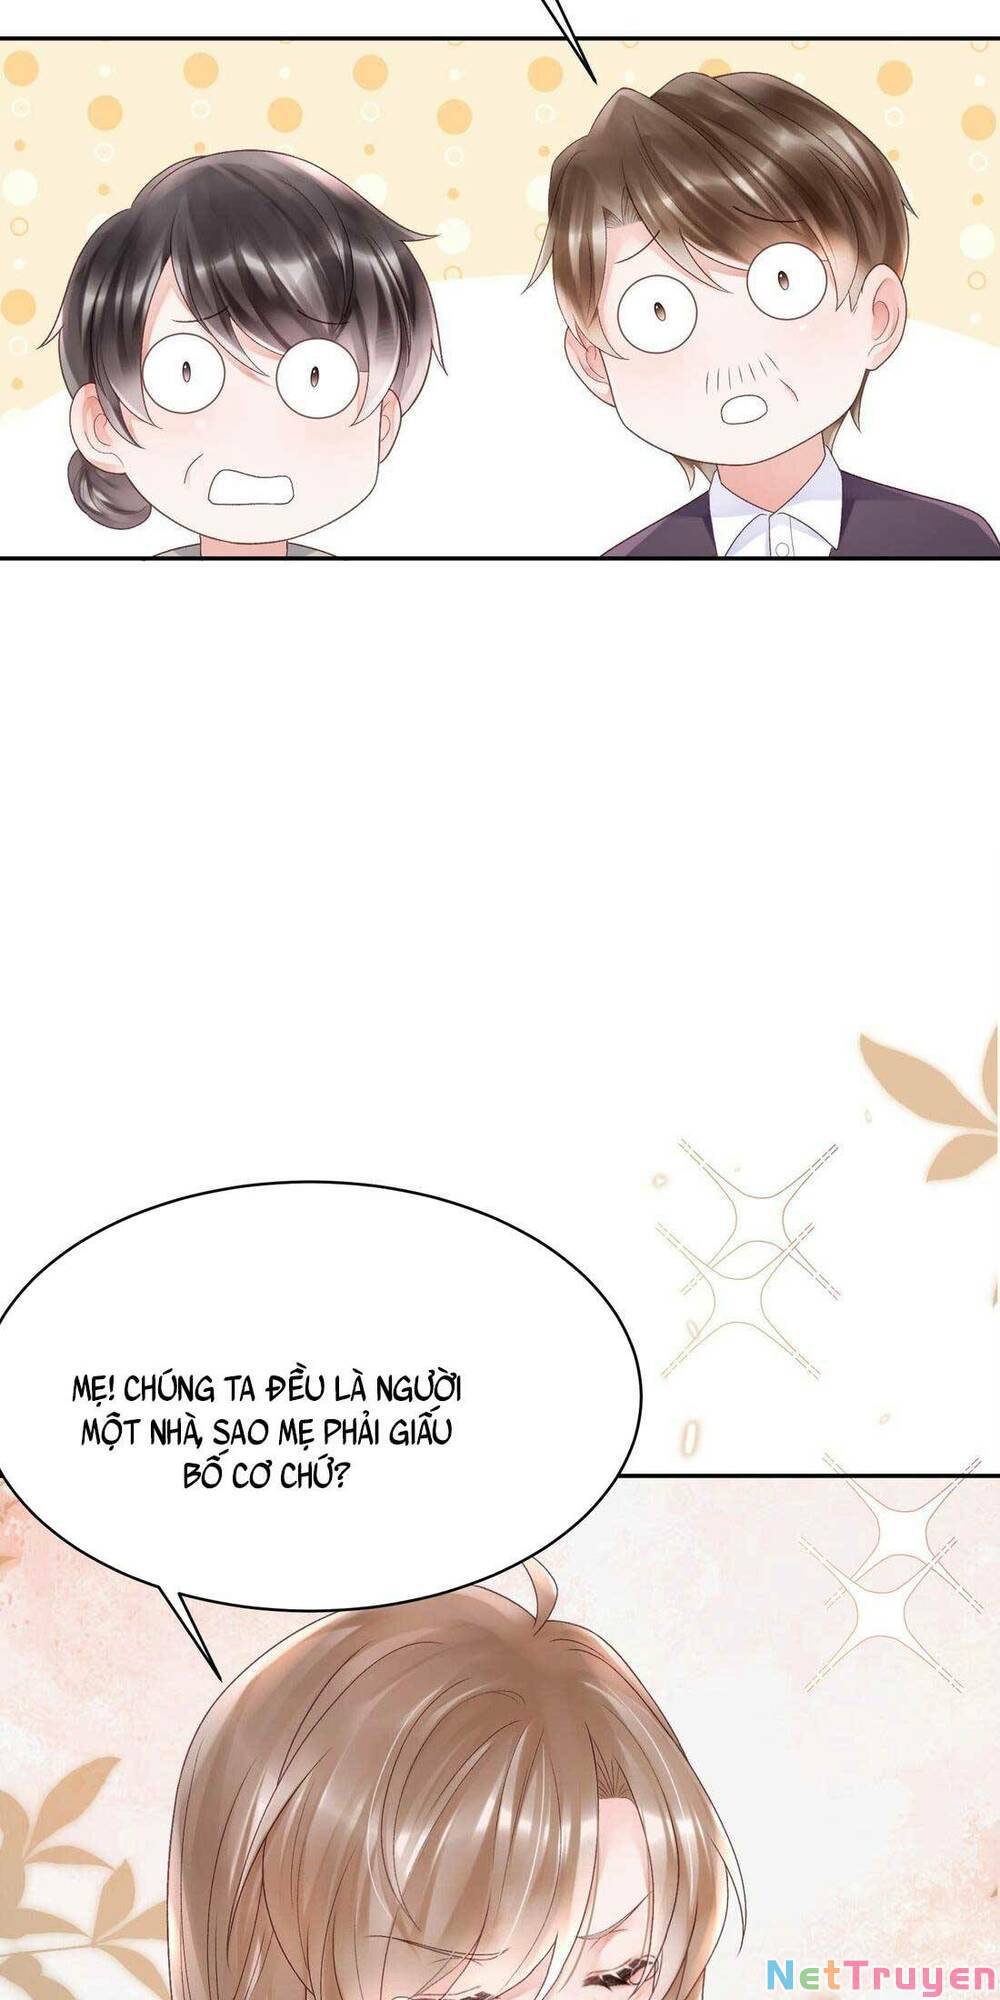 MẸ! CHÚNG TA ĐỀU LÀ NGƯỜI
MỘT NHÀ, SAO MẸ PHẢI GIẤU
BỐ CƠ CHỨ?
NetTruyen